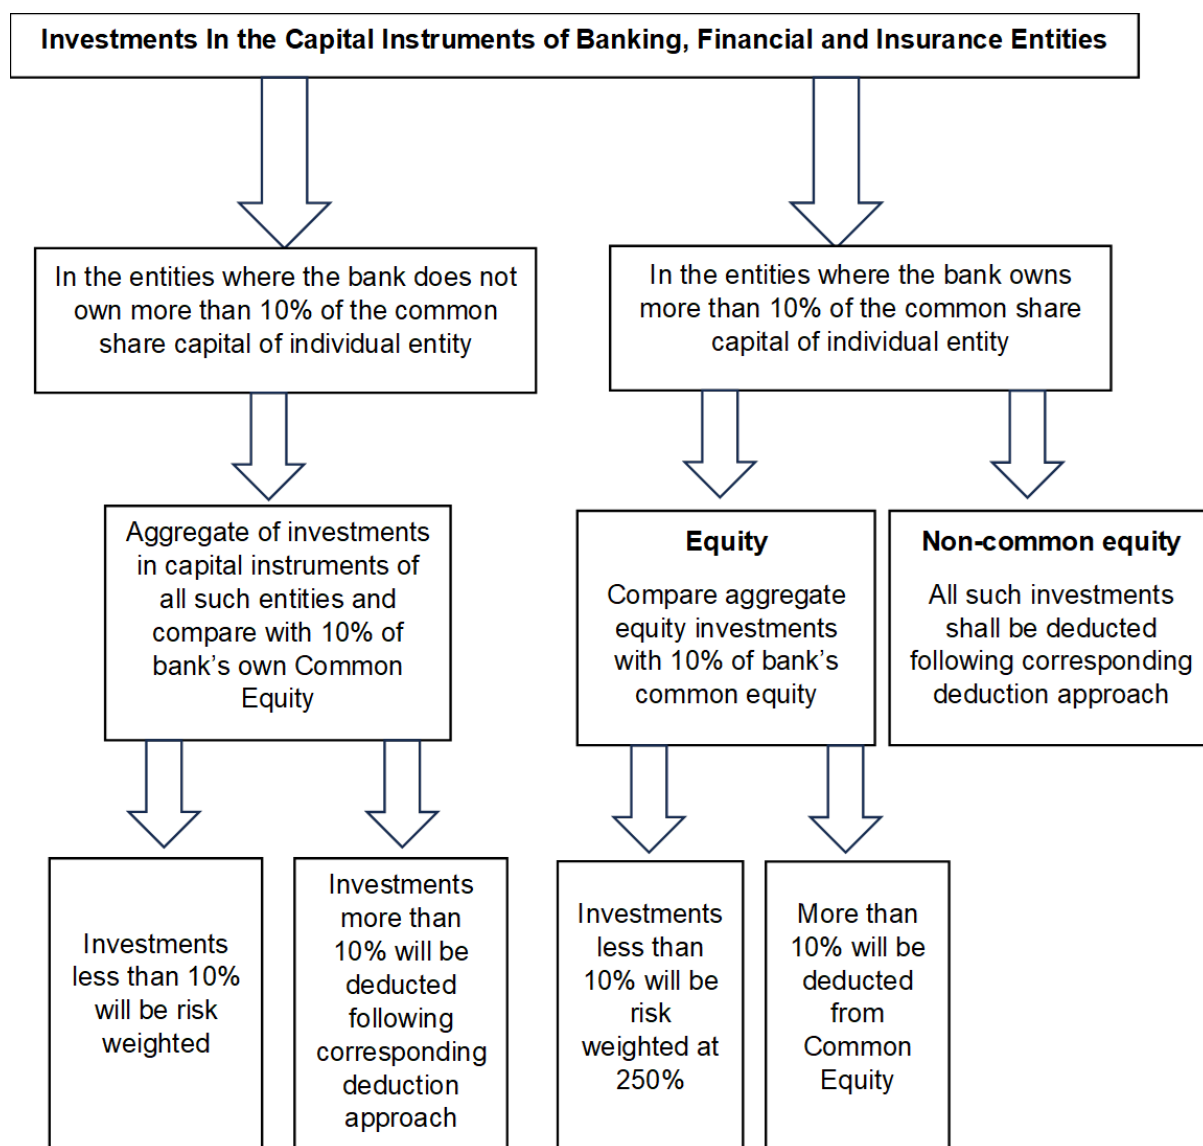 Investments In the Capital Instruments of Banking, Financial and Insurance Entities
In the entities where the bank does not
own more than 10% of the common
share capital of individual entity
In the entities where the bank owns
more than 10% of the common share
capital of individual entity
Aggregate of investments
in capital instruments of
all such entities and
compare with 10% of
bank’s own Common
Equity
Equity
Compare aggregate
equity investments
with 10% of bank’s
common equity
Non-common equity
All such investments
shall be deducted
following corresponding
deduction approach
Investments
less than 10%
will be risk
weighted
Investments
more than
10% will be
deducted
following
corresponding
deduction
approach
Investments
less than
10% will be
risk
weighted at
250%
More than
10% will be
deducted
from
Common
Equity